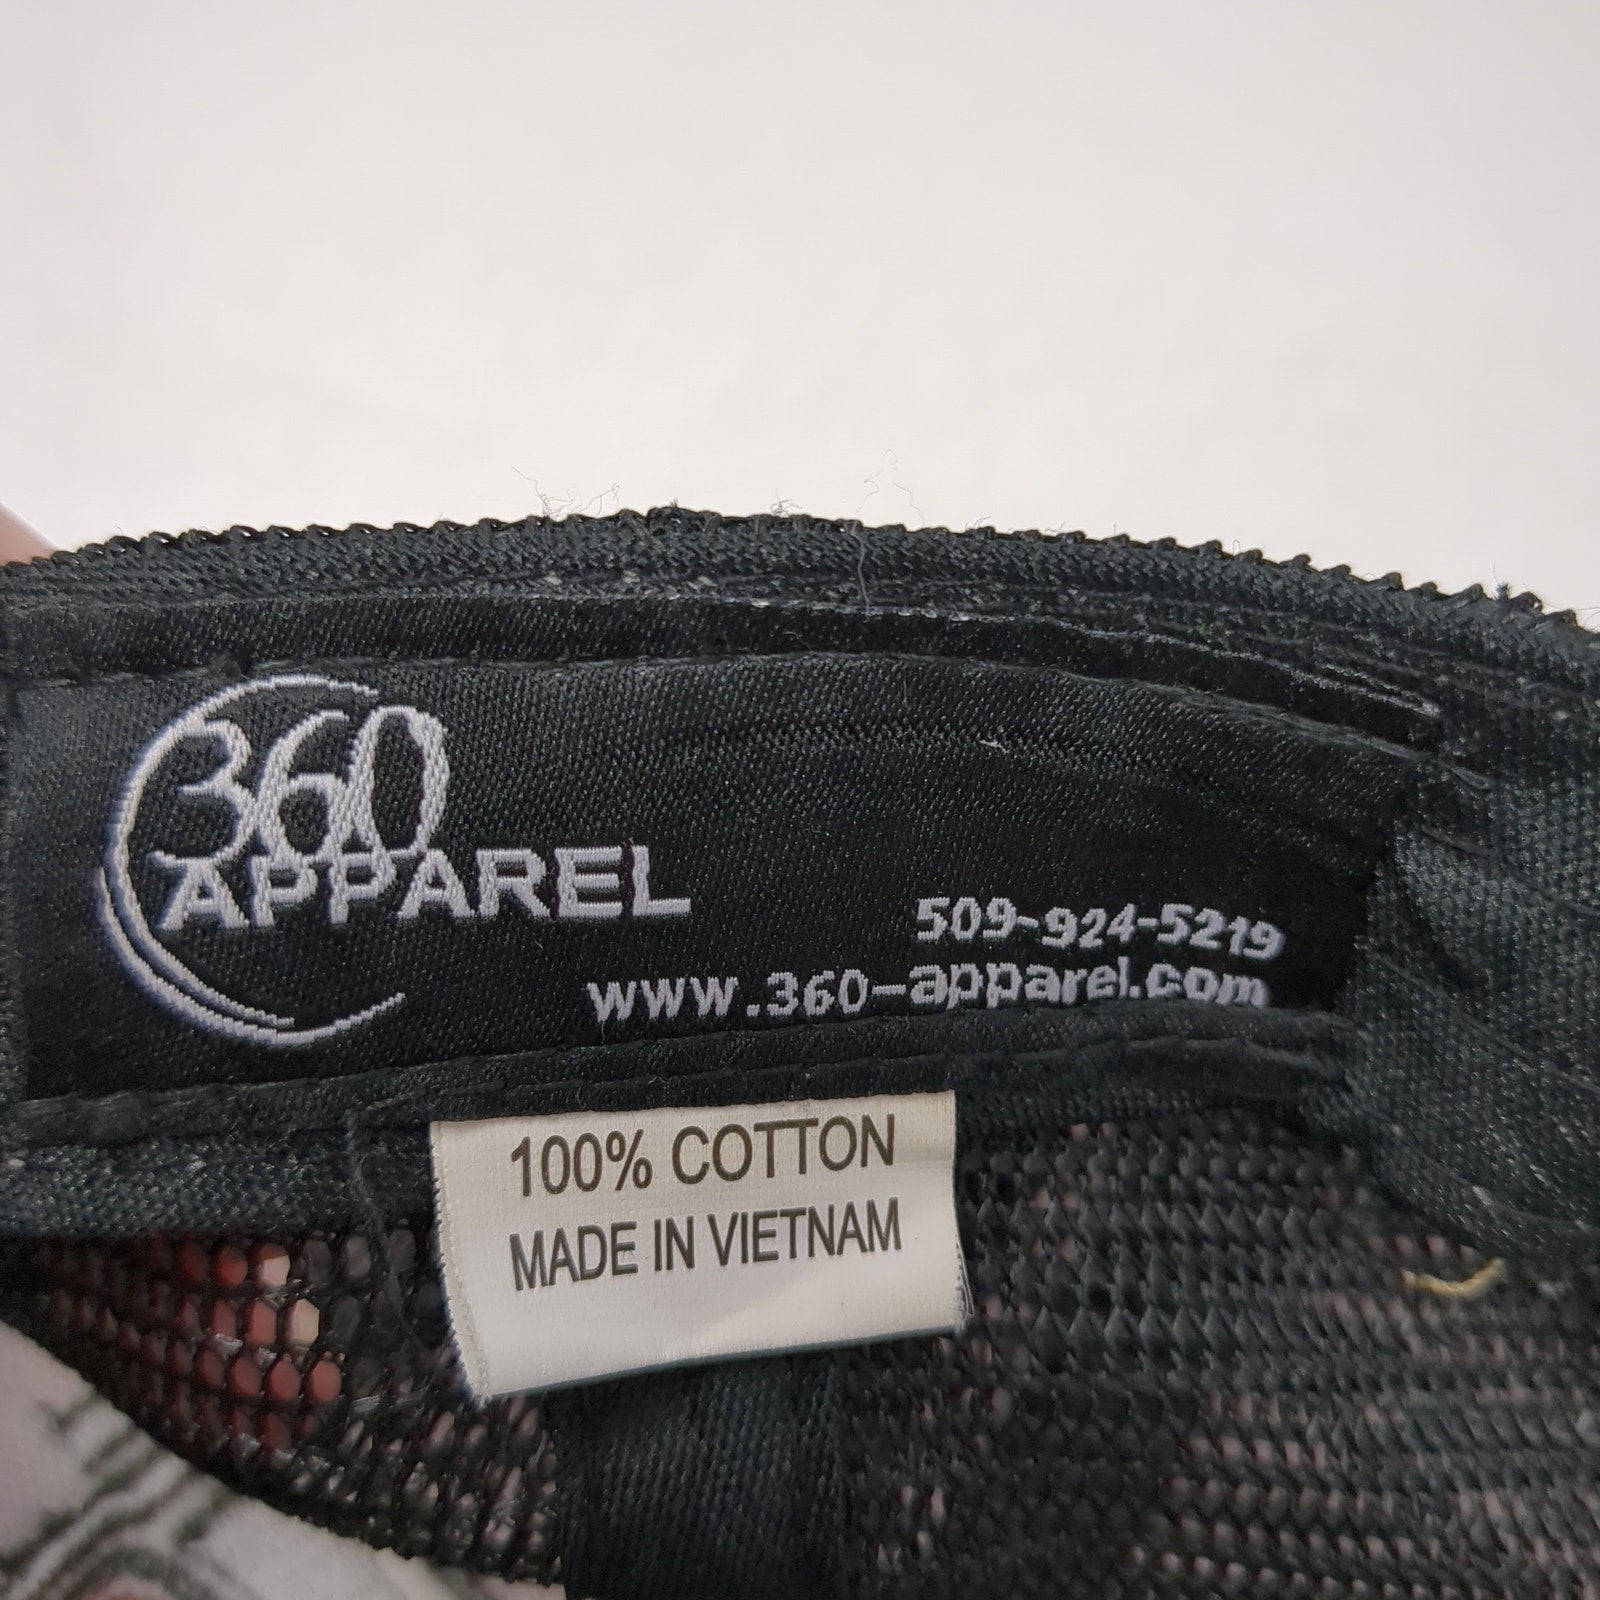 360
APPAREL
509-924-5219
www.360-apparel.com
100% COTTON
MADE IN VIETNAM